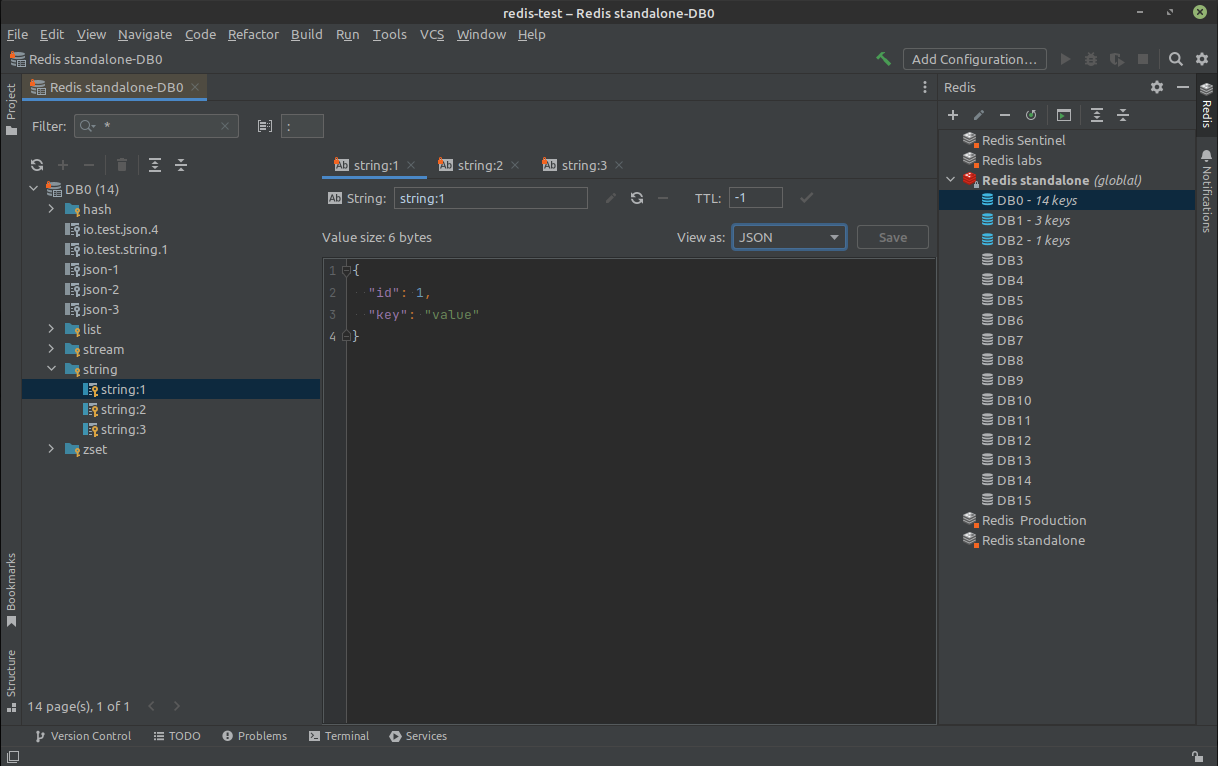 redis-test – Redis standalone-DB0
File Edit View Navigate Code Refactor Build Run Tools VCS Window Help
Redis standalone-DB0
Add Configuration...
Project
Redis standalone-DB0
Filter: *
:
DB0 (14)
hash
io.test.json.4
io.test.string.1
json-1
json-2
json-3
list
stream
string
string:1
string:2
string:3
zset
14 page(s), 1 of 1
Bookmarks
Structure
Ab string:1
Ab string:2
Ab string:3
Ab String: string:1
TTL: -1
Value size: 6 bytes
View as: JSON
Save
1 {
2 "id": 1,
3 "key": "value"
4 }
Redis
Redis Sentinel
Redis labs
Redis standalone (globlal)
DB0 - 14 keys
DB1 - 3 keys
DB2 - 1 keys
DB3
DB4
DB5
DB6
DB7
DB8
DB9
DB10
DB11
DB12
DB13
DB14
DB15
Redis  Production
Redis standalone
Redis
Notifications
Version Control TODO Problems Terminal Services